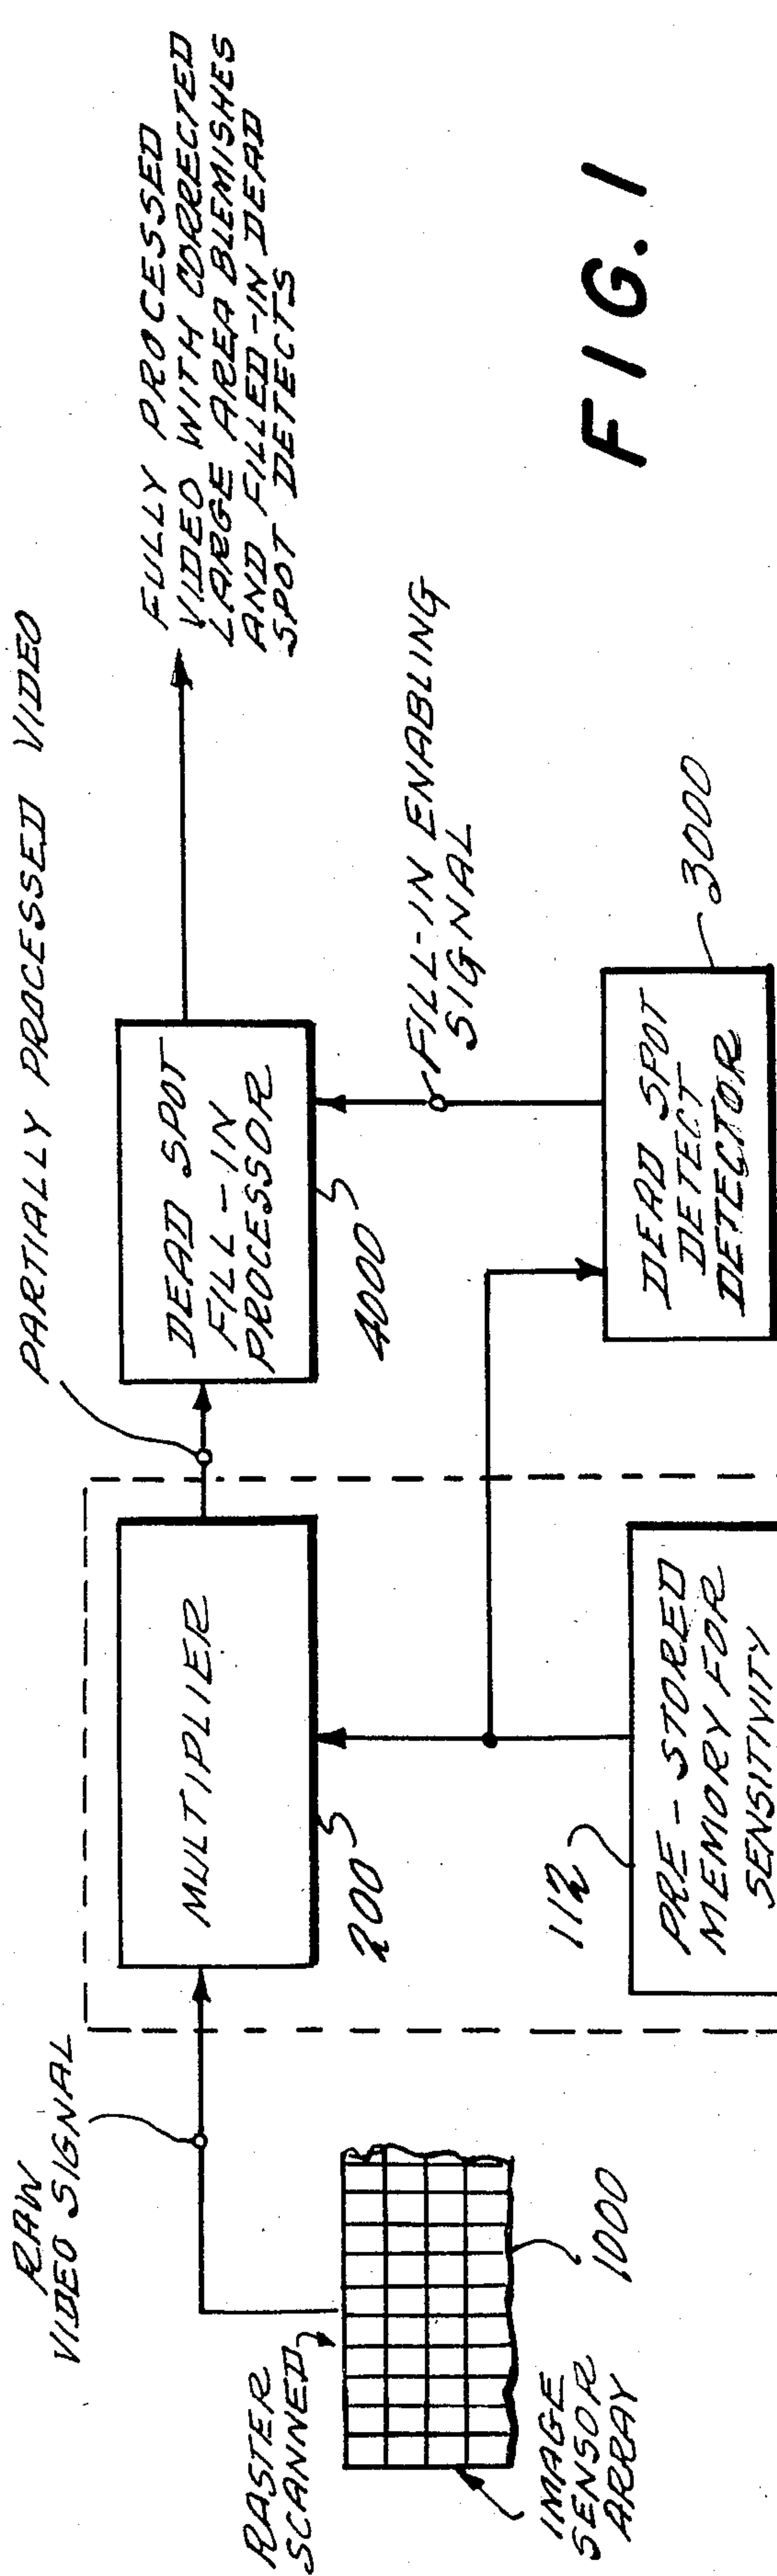 RAW
VIDEO SIGNAL
PARTIALLY PROCESSED VIDEO
FULLY PROCESSED
VIDEO WITH CORRECTED
LARGE AREA BLEMISHES
AND FILLED-IN DEAD
SPOT DETECTS
MULTIPLIER
200
DEAD SPOT
FILL-IN
PROCESSOR
4000
FILL-IN ENABLING
SIGNAL
RASTER
SCANNED
IMAGE
SENSOR
ARRAY
1000
112
PRE-STORED
MEMORY FOR
SENSITIVITY
DEAD SPOT
DETECT
DETECTOR
3000
FIG. 1